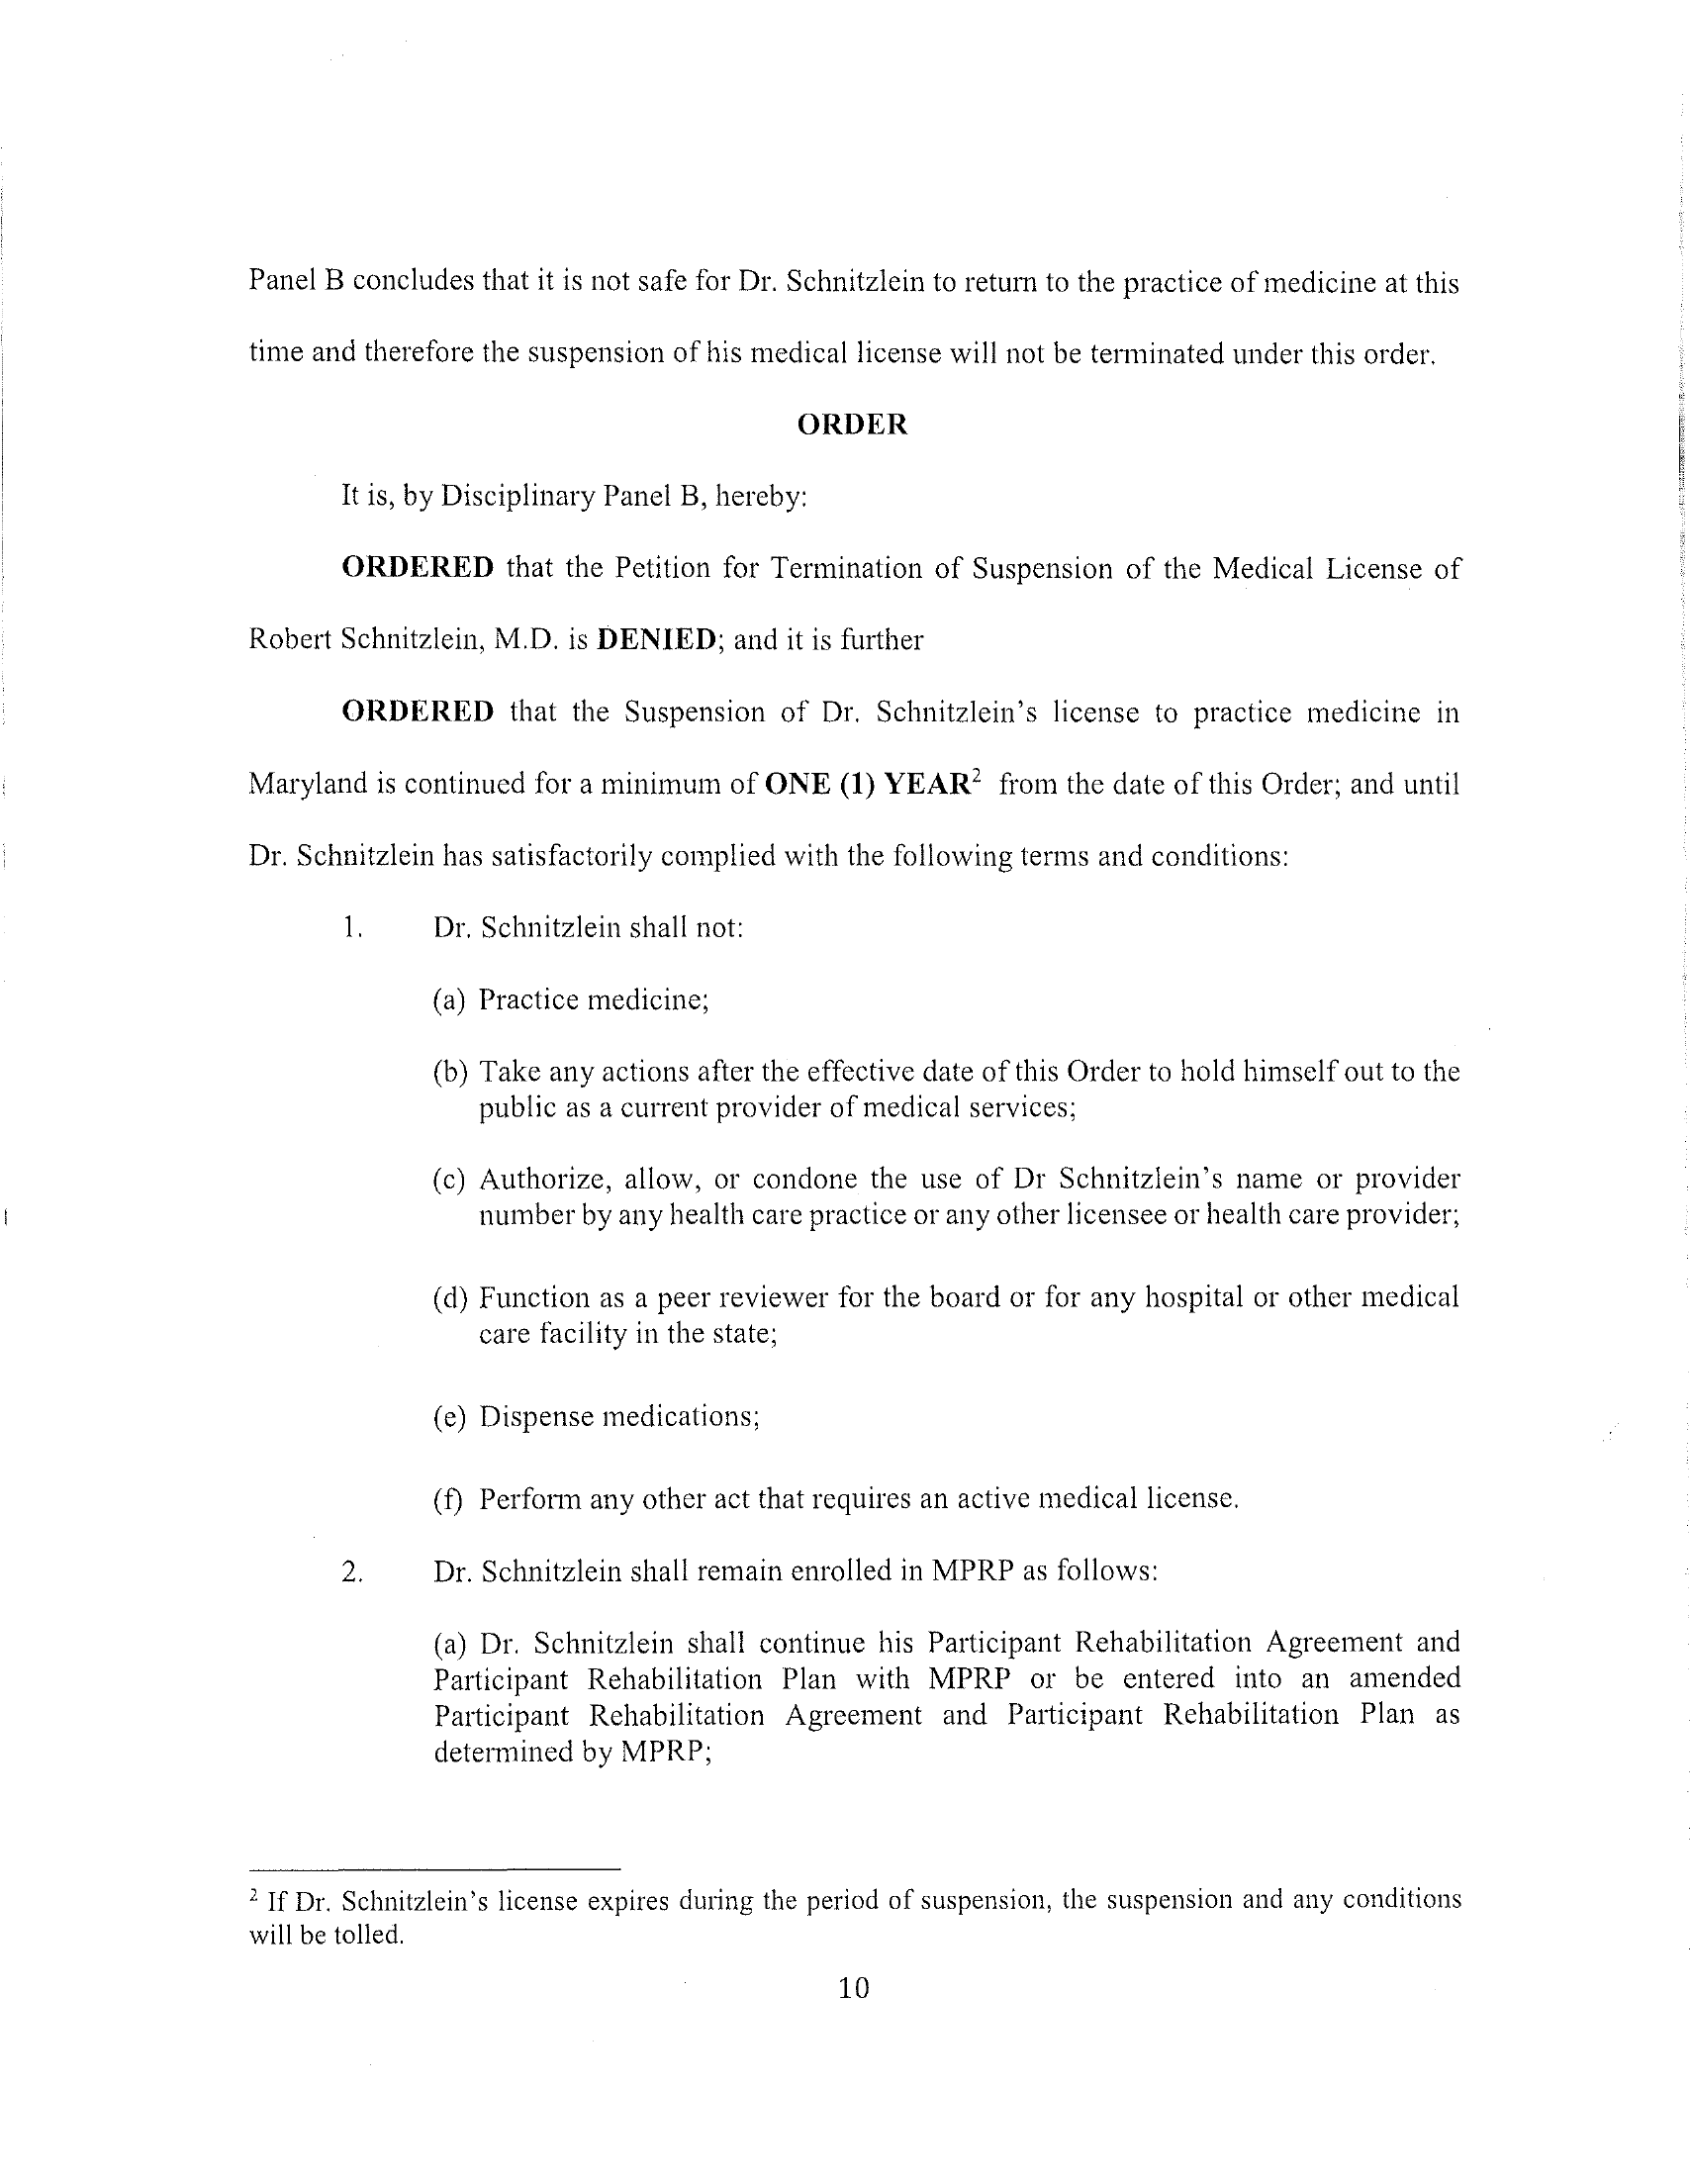 Panel B concludes that it is not safe for Dr. Schnitzlein to return to the practice of medicine at this
time and therefore the suspension of his medical license will not be terminated under this order.
ORDER
It is, by Disciplinary Panel B, hereby:
ORDERED that the Petition for Termination of Suspension of the Medical License of
Robert Schnitzlein, M.D. is DENIED; and it is further
ORDERED that the Suspension of Dr. Schnitzlein's license to practice medicine in
Maryland is continued for a minimum of ONE (1) YEAR² from the date of this Order; and until
Dr. Schnitzlein has satisfactorily complied with the following terms and conditions:
1. Dr. Schnitzlein shall not:
(a) Practice medicine;
(b) Take any actions after the effective date of this Order to hold himself out to the
public as a current provider of medical services;
(c) Authorize, allow, or condone the use of Dr Schnitzlein's name or provider
number by any health care practice or any other licensee or health care provider;
(d) Function as a peer reviewer for the board or for any hospital or other medical
care facility in the state;
(e) Dispense medications;
(f) Perform any other act that requires an active medical license.
2. Dr. Schnitzlein shall remain enrolled in MPRP as follows:
(a) Dr. Schnitzlein shall continue his Participant Rehabilitation Agreement and
Participant Rehabilitation Plan with MPRP or be entered into an amended
Participant Rehabilitation Agreement and Participant Rehabilitation Plan as
determined by MPRP;
² If Dr. Schnitzlein's license expires during the period of suspension, the suspension and any conditions
will be tolled.
10